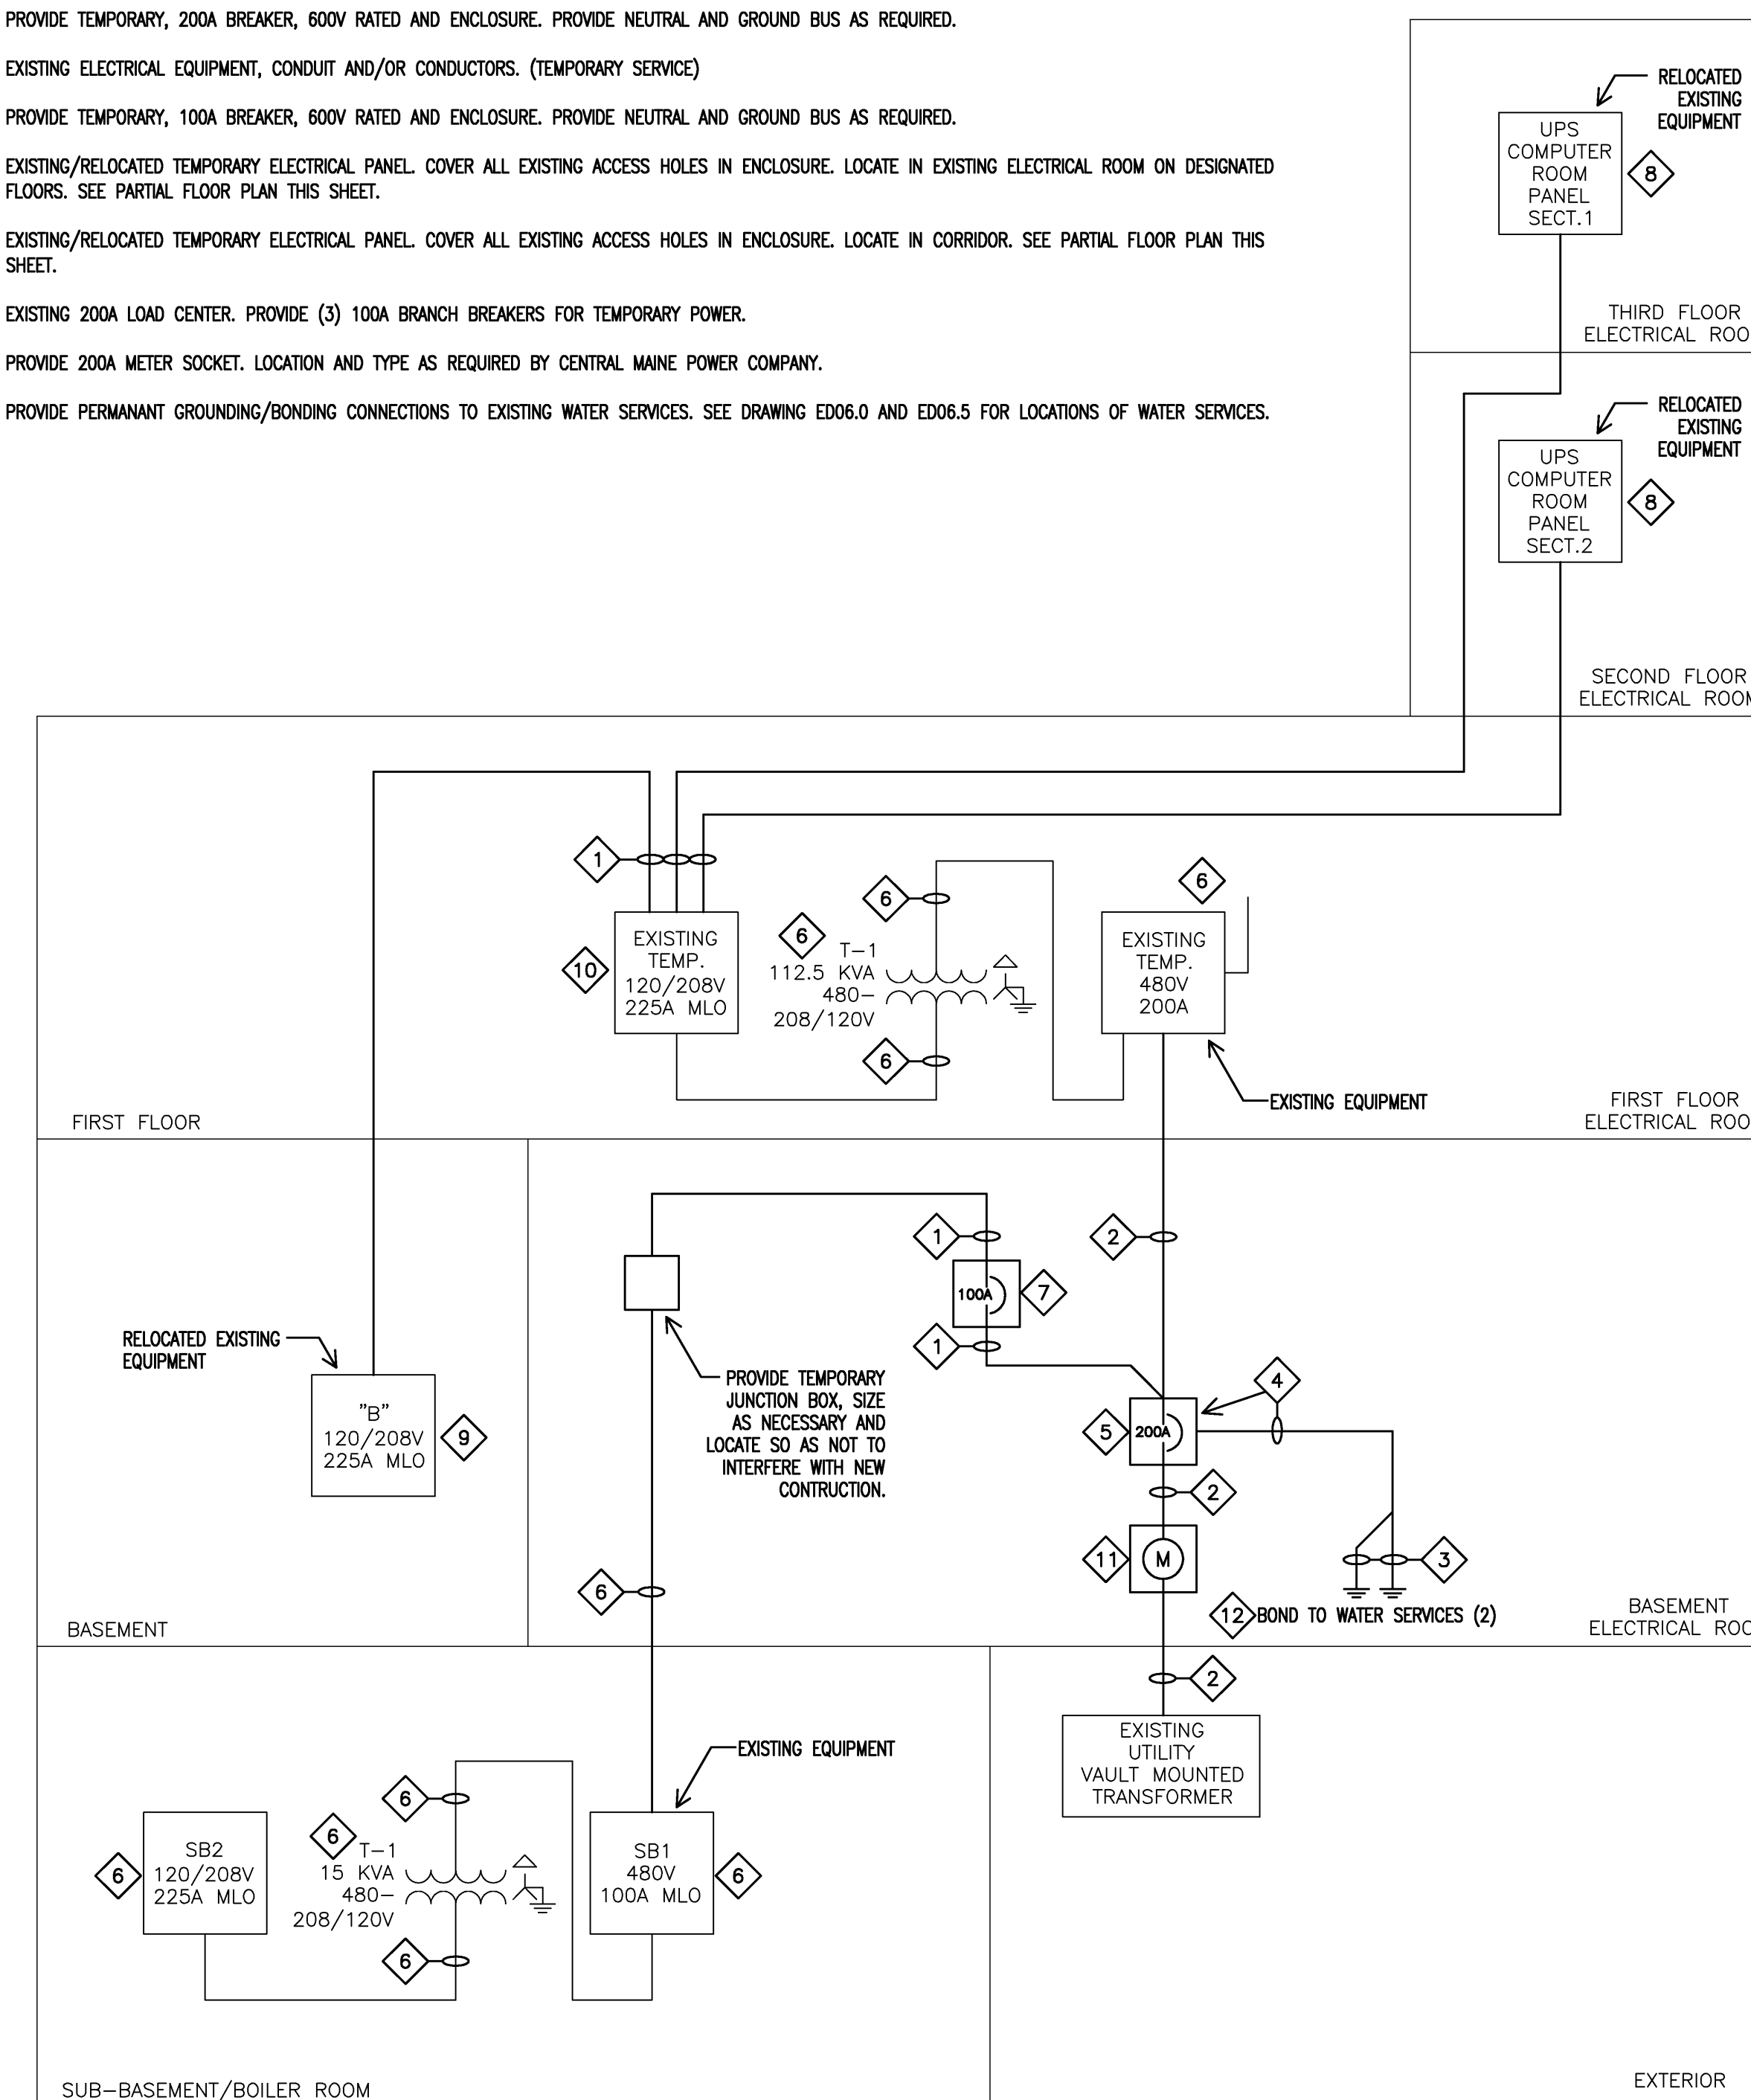 PROVIDE TEMPORARY, 200A BREAKER, 600V RATED AND ENCLOSURE. PROVIDE NEUTRAL AND GROUND BUS AS REQUIRED.
EXISTING ELECTRICAL EQUIPMENT, CONDUIT AND/OR CONDUCTORS. (TEMPORARY SERVICE)
PROVIDE TEMPORARY, 100A BREAKER, 600V RATED AND ENCLOSURE. PROVIDE NEUTRAL AND GROUND BUS AS REQUIRED.
EXISTING/RELOCATED TEMPORARY ELECTRICAL PANEL. COVER ALL EXISTING ACCESS HOLES IN ENCLOSURE. LOCATE IN EXISTING ELECTRICAL ROOM ON DESIGNATED
FLOORS. SEE PARTIAL FLOOR PLAN THIS SHEET.
EXISTING/RELOCATED TEMPORARY ELECTRICAL PANEL. COVER ALL EXISTING ACCESS HOLES IN ENCLOSURE. LOCATE IN CORRIDOR. SEE PARTIAL FLOOR PLAN THIS
SHEET.
EXISTING 200A LOAD CENTER. PROVIDE (3) 100A BRANCH BREAKERS FOR TEMPORARY POWER.
PROVIDE 200A METER SOCKET. LOCATION AND TYPE AS REQUIRED BY CENTRAL MAINE POWER COMPANY.
PROVIDE PERMANANT GROUNDING/BONDING CONNECTIONS TO EXISTING WATER SERVICES. SEE DRAWING ED06.0 AND ED06.5 FOR LOCATIONS OF WATER SERVICES.
RELOCATED
EXISTING
EQUIPMENT
UPS
COMPUTER
ROOM
PANEL
SECT.1
8
THIRD FLOOR
ELECTRICAL ROO
RELOCATED
EXISTING
EQUIPMENT
UPS
COMPUTER
ROOM
PANEL
SECT.2
8
SECOND FLOOR
ELECTRICAL ROOM
1
10
EXISTING
TEMP.
120/208V
225A MLO
6
6
T-1
112.5 KVA
480-
208/120V
6
6
EXISTING
TEMP.
480V
200A
EXISTING EQUIPMENT
FIRST FLOOR
FIRST FLOOR
ELECTRICAL ROO
1
2
100A
7
1
RELOCATED EXISTING
EQUIPMENT
"B"
120/208V
225A MLO
9
PROVIDE TEMPORARY
JUNCTION BOX, SIZE
AS NECESSARY AND
LOCATE SO AS NOT TO
INTERFERE WITH NEW
CONTRUCTION.
4
5
200A
2
11
M
3
6
12
BOND TO WATER SERVICES (2)
BASEMENT
BASEMENT
ELECTRICAL ROO
2
EXISTING
UTILITY
VAULT MOUNTED
TRANSFORMER
EXISTING EQUIPMENT
6
6
T-1
15 KVA
480-
208/120V
6
6
SB2
120/208V
225A MLO
SB1
480V
100A MLO
6
SUB-BASEMENT/BOILER ROOM
EXTERIOR